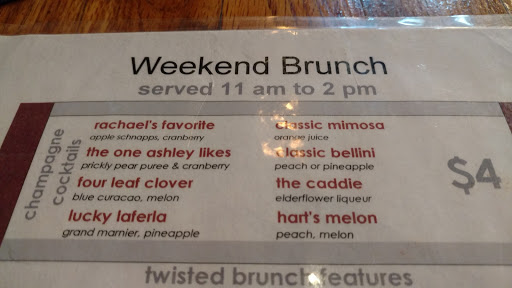 Weekend Brunch
served 11 am to 2 pm
champagne
cocktails
rachael's favorite
apple schnapps, cranberry
the one ashley likes
prickly pear puree & cranberry
four leaf clover
blue curacao, melon
lucky laferla
grand marnier, pineapple
classic mimosa
orange juice
classic bellini
peach or pineapple
the caddie
elderflower liqueur
hart's melon
peach, melon
$4
twisted brunch features